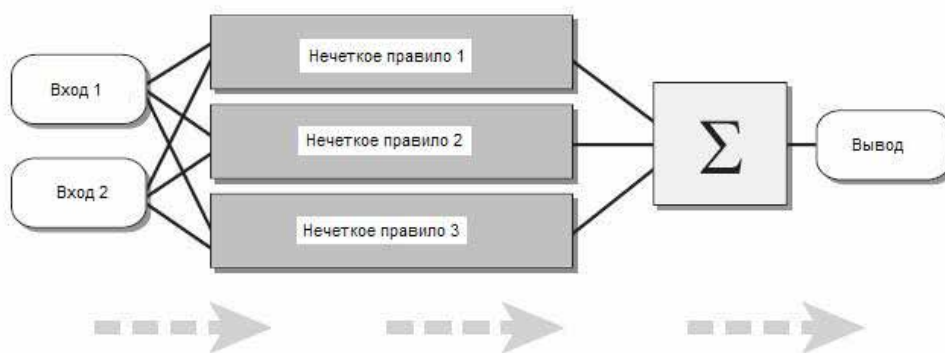 Вход 1
Вход 2
Нечеткое правило 1
Нечеткое правило 2
Нечеткое правило 3
Σ
Вывод